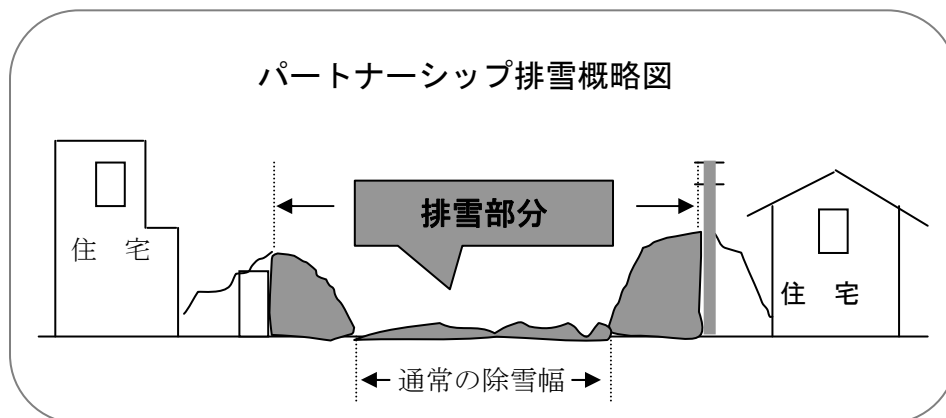 パートナーシップ排雪概略図
排雪部分
住 宅
住 宅
通常の除雪幅